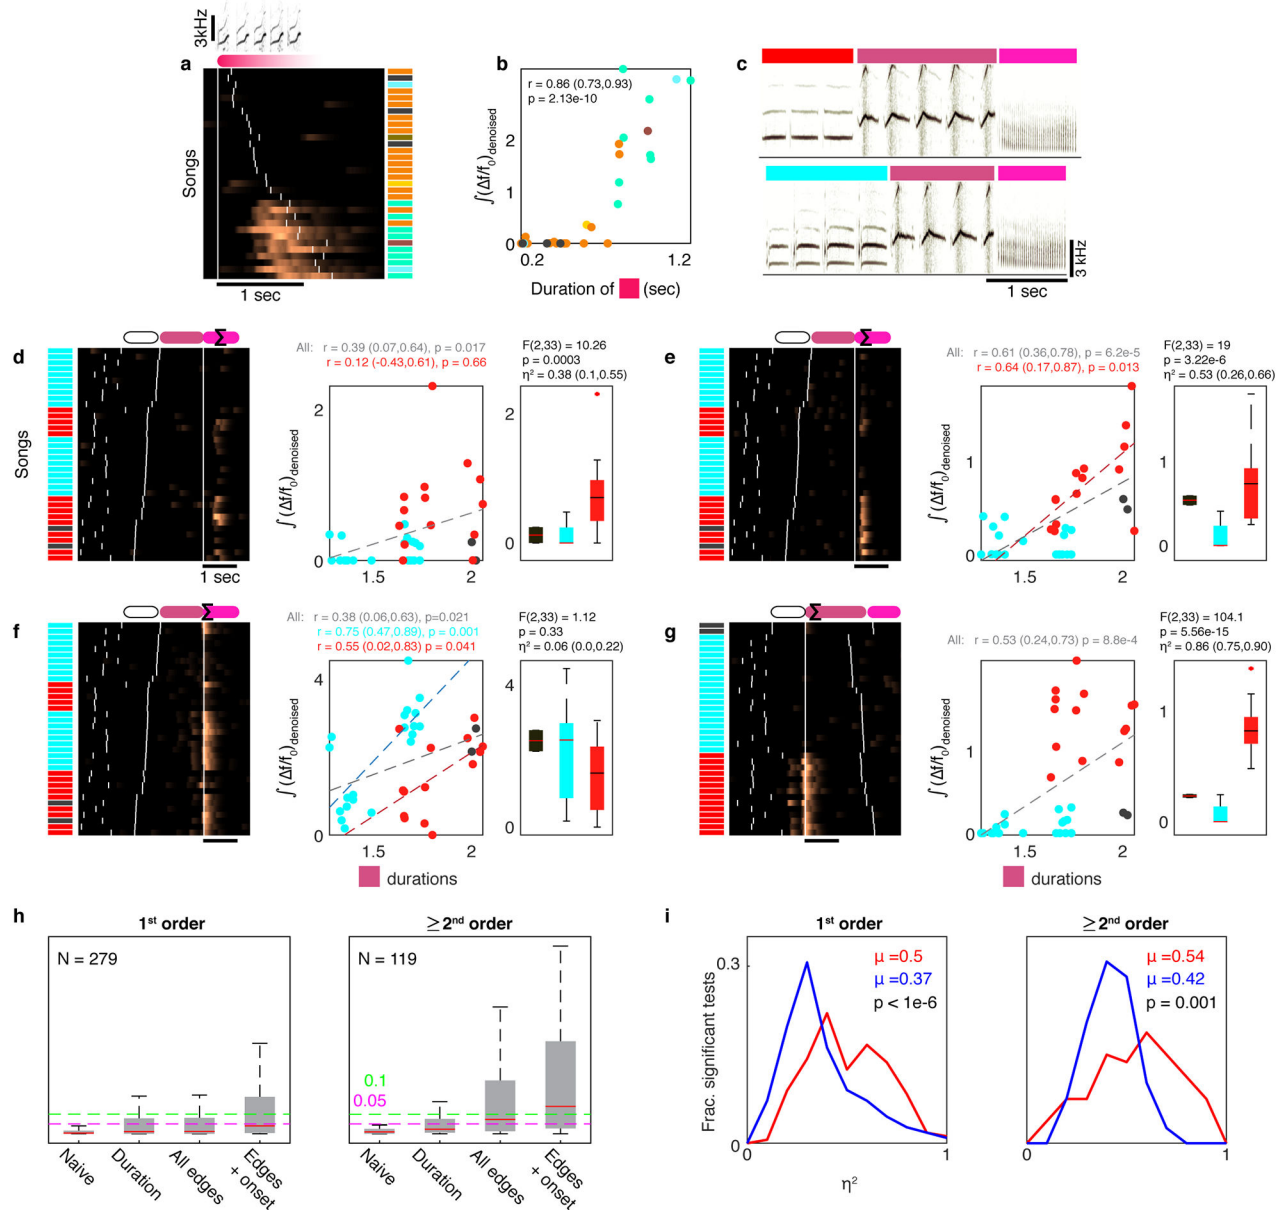 3kHz
a
Songs
1 sec
b
r = 0.86 (0.73,0.93)
p = 2.13e-10
∫(Δf/f₀)denoised
2
1
0
0.2
1.2
Duration of (sec)
c
3 kHz
1 sec
d
Songs
Σ
1 sec
All: r = 0.39 (0.07,0.64), p = 0.017
r = 0.12 (-0.43,0.61), p = 0.66
∫(Δf/f₀)denoised
2
0
1.5
2
F(2,33) = 10.26
p = 0.0003
η² = 0.38 (0.1,0.55)
2
0
e
Σ
All: r = 0.61 (0.36,0.78), p = 6.2e-5
r = 0.64 (0.17,0.87), p = 0.013
∫(Δf/f₀)denoised
1
0
1.5
2
F(2,33) = 19
p = 3.22e-6
η² = 0.53 (0.26,0.66)
1
0
f
Σ
All: r = 0.38 (0.06,0.63), p=0.021
r = 0.75 (0.47,0.89), p = 0.001
r = 0.55 (0.02,0.83) p = 0.041
∫(Δf/f₀)denoised
4
2
0
1.5
2
durations
F(2,33) = 1.12
p = 0.33
η² = 0.06 (0.0,0.22)
4
2
0
g
Σ
All: r = 0.53 (0.24,0.73) p = 8.8e-4
∫(Δf/f₀)denoised
1
0
1.5
2
durations
F(2,33) = 104.1
p = 5.56e-15
η² = 0.86 (0.75,0.90)
1
0
h
1st order
N = 279
Naive
Duration
All edges
Edges
+ onset
≥2nd order
N = 119
0.1
0.05
Naive
Duration
All edges
Edges
+ onset
i
1st order
Frac. significant tests
0.3
0
μ =0.5
μ =0.37
p < 1e-6
0
1
η²
≥2nd order
μ =0.54
μ =0.42
p = 0.001
0
1